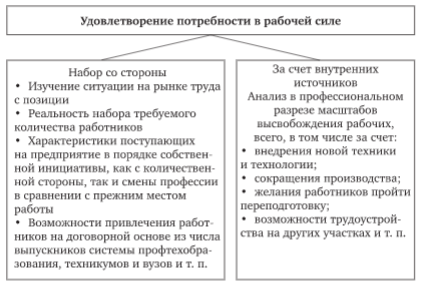 Удовлетворение потребности в рабочей силе
Набор со стороны
• Изучение ситуации на рынке труда
с позиции
• Реальность набора требуемого
количества работников
• Характеристики поступающих
на предприятие в порядке собствен-
ной инициативы, как с количествен-
ной стороны, так и смены профессии
в сравнении с прежним местом
работы
• Возможности привлечения работ-
ников на договорной основе из числа
выпускников системы профтехоб-
разования, техникумов и вузов и т. п.
За счет внутренних
источников
Анализ в профессиональном
разрезе масштабов
высвобождения рабочих,
всего, в том числе за счет:
• внедрения новой техники
и технологии;
• сокращения производства;
• желания работников пройти
переподготовку;
• возможности трудоустрой-
ства на других участках и т. п.